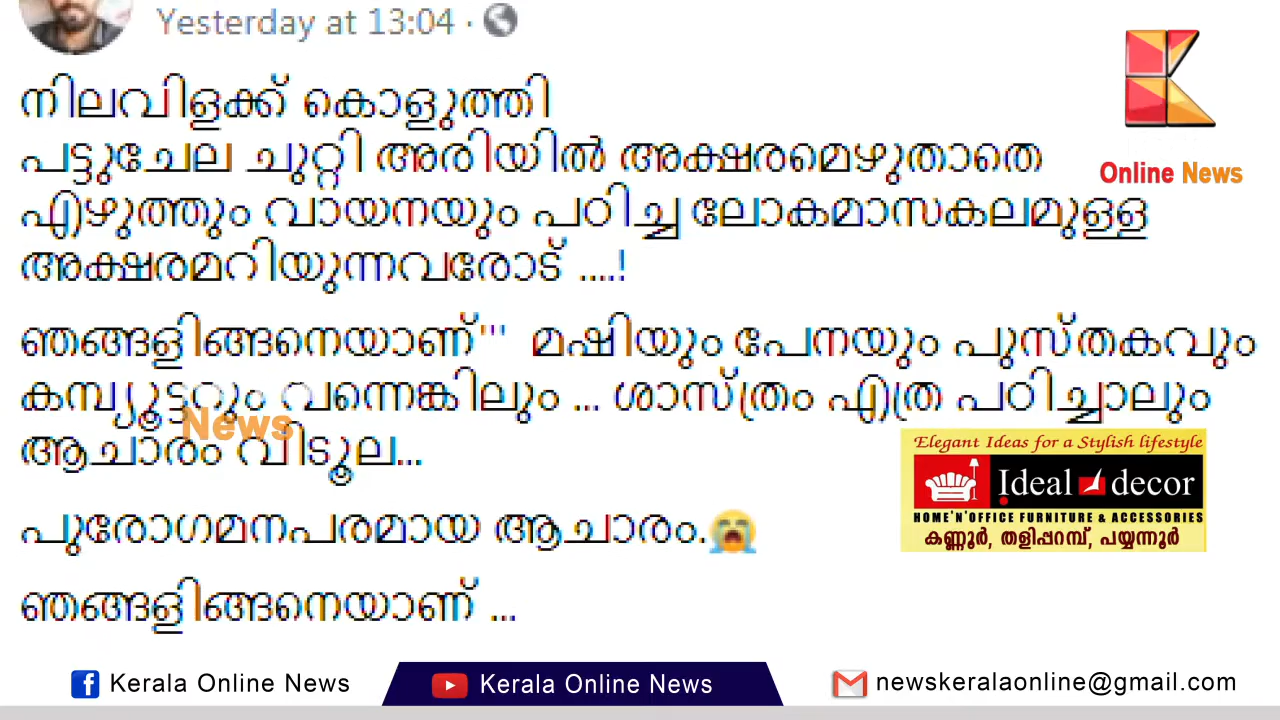 Yesterday at 13:04 ·
Online News
നിലവിളക്ക് കൊളുത്തി
പട്ടുചേല ചുറ്റി അരിയിൽ അക്ഷരമെഴുതാതെ
എഴുത്തും വായനയും പഠിച്ച ലോകമാസകലമുള്ള
അക്ഷരമറിയുന്നവരോട് ....!
ഞങ്ങളിങ്ങനെയാണ്''' മഷിയും പേനയും പുസ്തകവും
കമ്പ്യൂട്ടറും വന്നെങ്കിലും ... ശാസ്ത്രം എത്ര പഠിച്ചാലും
News
ആചാരം വിടൂല...
Elegant Ideas for a Stylish lifestyle
Ideal decor
HOME'N'OFFICE FURNITURE & ACCESSORIES
കണ്ണൂർ, തളിപ്പറമ്പ്, പയ്യന്നൂർ
പുരോഗമനപരമായ ആചാരം.😭
ഞങ്ങളിങ്ങനെയാണ് ...
Kerala Online News
Kerala Online News
newskeralaonline@gmail.com